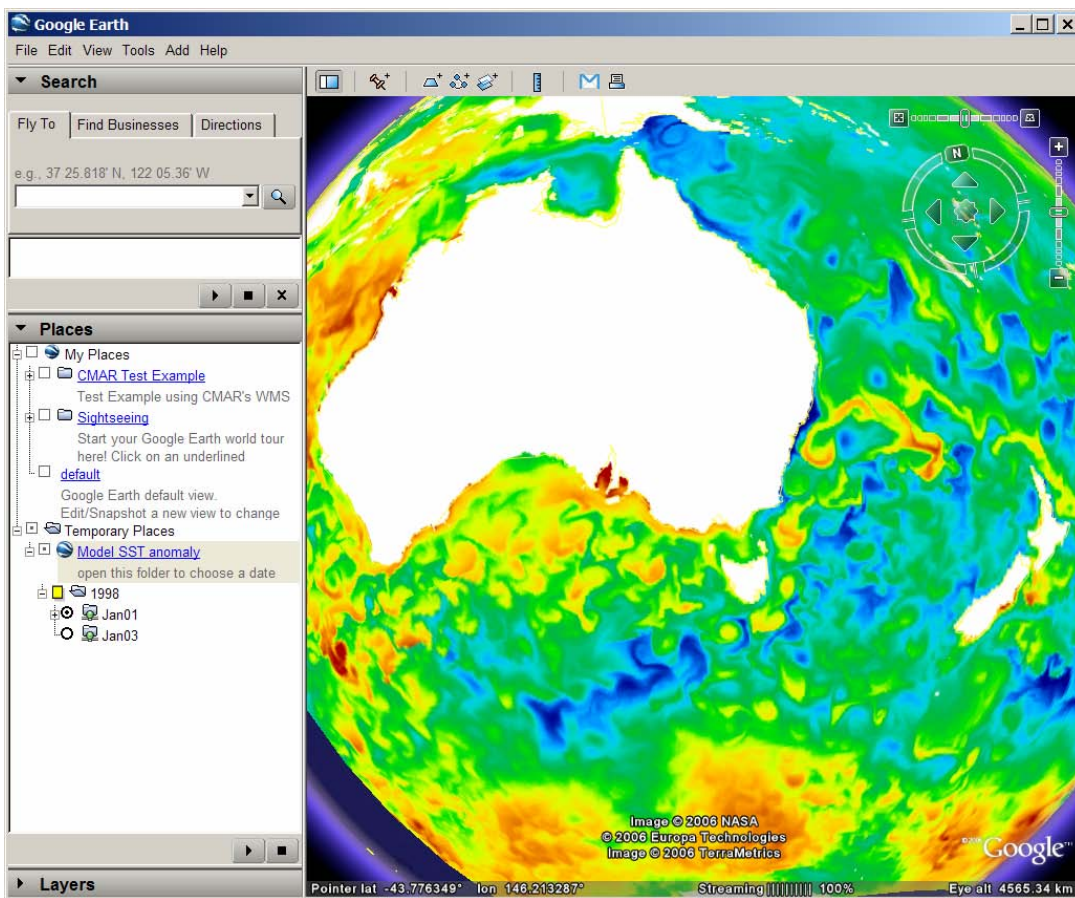 Google Earth
File Edit View Tools Add Help
Search
Fly To Find Businesses Directions
e.g., 37 25.818' N, 122 05.36' W
Places
My Places
CMAR Test Example
Test Example using CMAR's WMS
Sightseeing
Start your Google Earth world tour
here! Click on an underlined
default
Google Earth default view.
Edit/Snapshot a new view to change
Temporary Places
Model SST anomaly
open this folder to choose a date
1998
Jan01
Jan03
Layers
N
Image © 2006 NASA
© 2006 Europa Technologies
Image © 2006 TerraMetrics
Google™
Pointer lat -43.776349° lon 146.213287° Streaming |||||||||| 100% Eye alt 4565.34 km